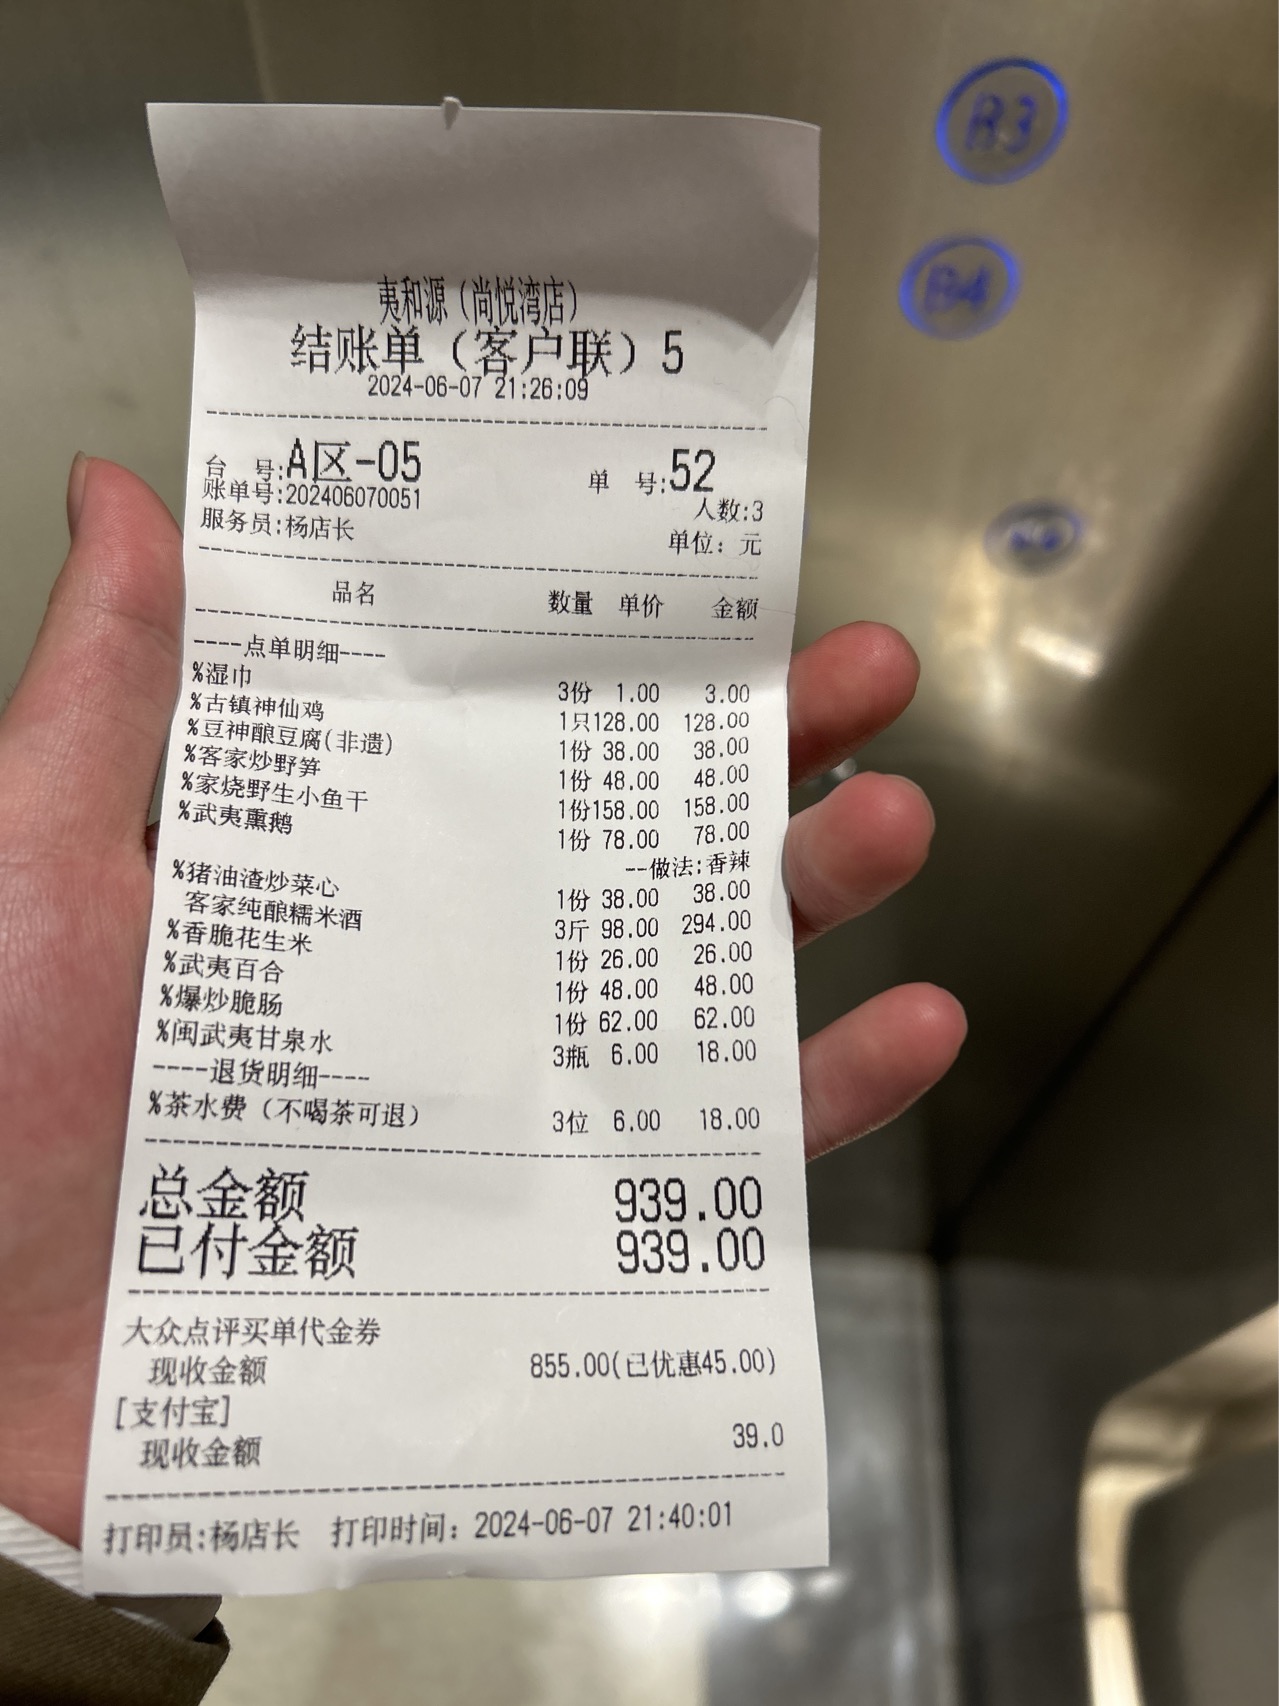 夷和源（尚悦湾店）
结账单（客户联）5
2024-06-07 21:26:09
台 号:A区-05 单 号:52
账单号:202406070051 人数:3
服务员:杨店长 单位：元
品名 数量 单价 金额
----点单明细----
%湿巾 3份 1.00 3.00
%古镇神仙鸡 1只128.00 128.00
%豆神酿豆腐(非遗) 1份 38.00 38.00
%客家炒野笋 1份 48.00 48.00
%家烧野生小鱼干 1份158.00 158.00
%武夷熏鹅 1份 78.00 78.00
--做法:香辣
%猪油渣炒菜心 1份 38.00 38.00
客家纯酿糯米酒 3斤 98.00 294.00
%香脆花生米 1份 26.00 26.00
%武夷百合 1份 48.00 48.00
%爆炒脆肠 1份 62.00 62.00
%闽武夷甘泉水 3瓶 6.00 18.00
----退货明细----
%茶水费（不喝茶可退） 3位 6.00 18.00
总金额 939.00
已付金额 939.00
大众点评买单代金券
现收金额 855.00(已优惠45.00)
[支付宝]
现收金额 39.0
打印员:杨店长 打印时间：2024-06-07 21:40:01
B3
B4